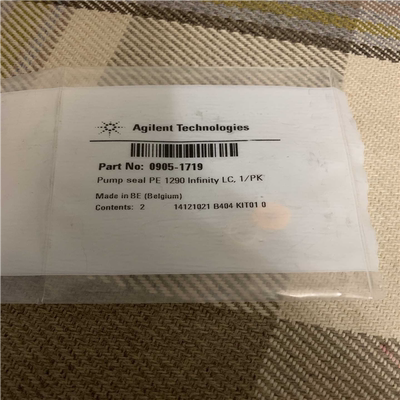 Agilent Technologies
Part No: 0905-1719
Pump seal PE 1290 Infinity LC, 1/PK
Made in BE (Belgium)
Contents: 2 14121021 B404 KIT01 0